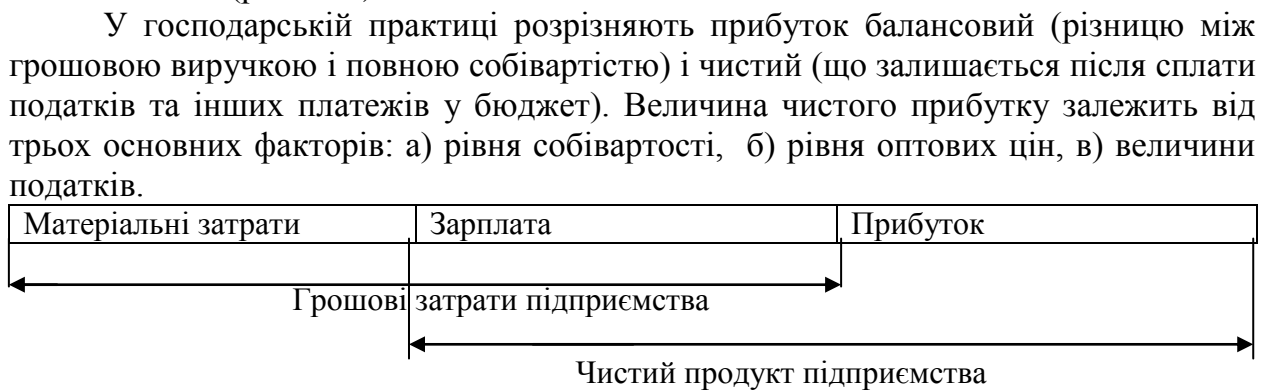 У господарській практиці розрізняють прибуток балансовий (різницю між
грошовою виручкою і повною собівартістю) і чистий (що залишається після сплати
податків та інших платежів у бюджет). Величина чистого прибутку залежить від
трьох основних факторів: а) рівня собівартості, б) рівня оптових цін, в) величини
податків.
Матеріальні затрати Зарплата Прибуток
Грошові затрати підприємства
Чистий продукт підприємства